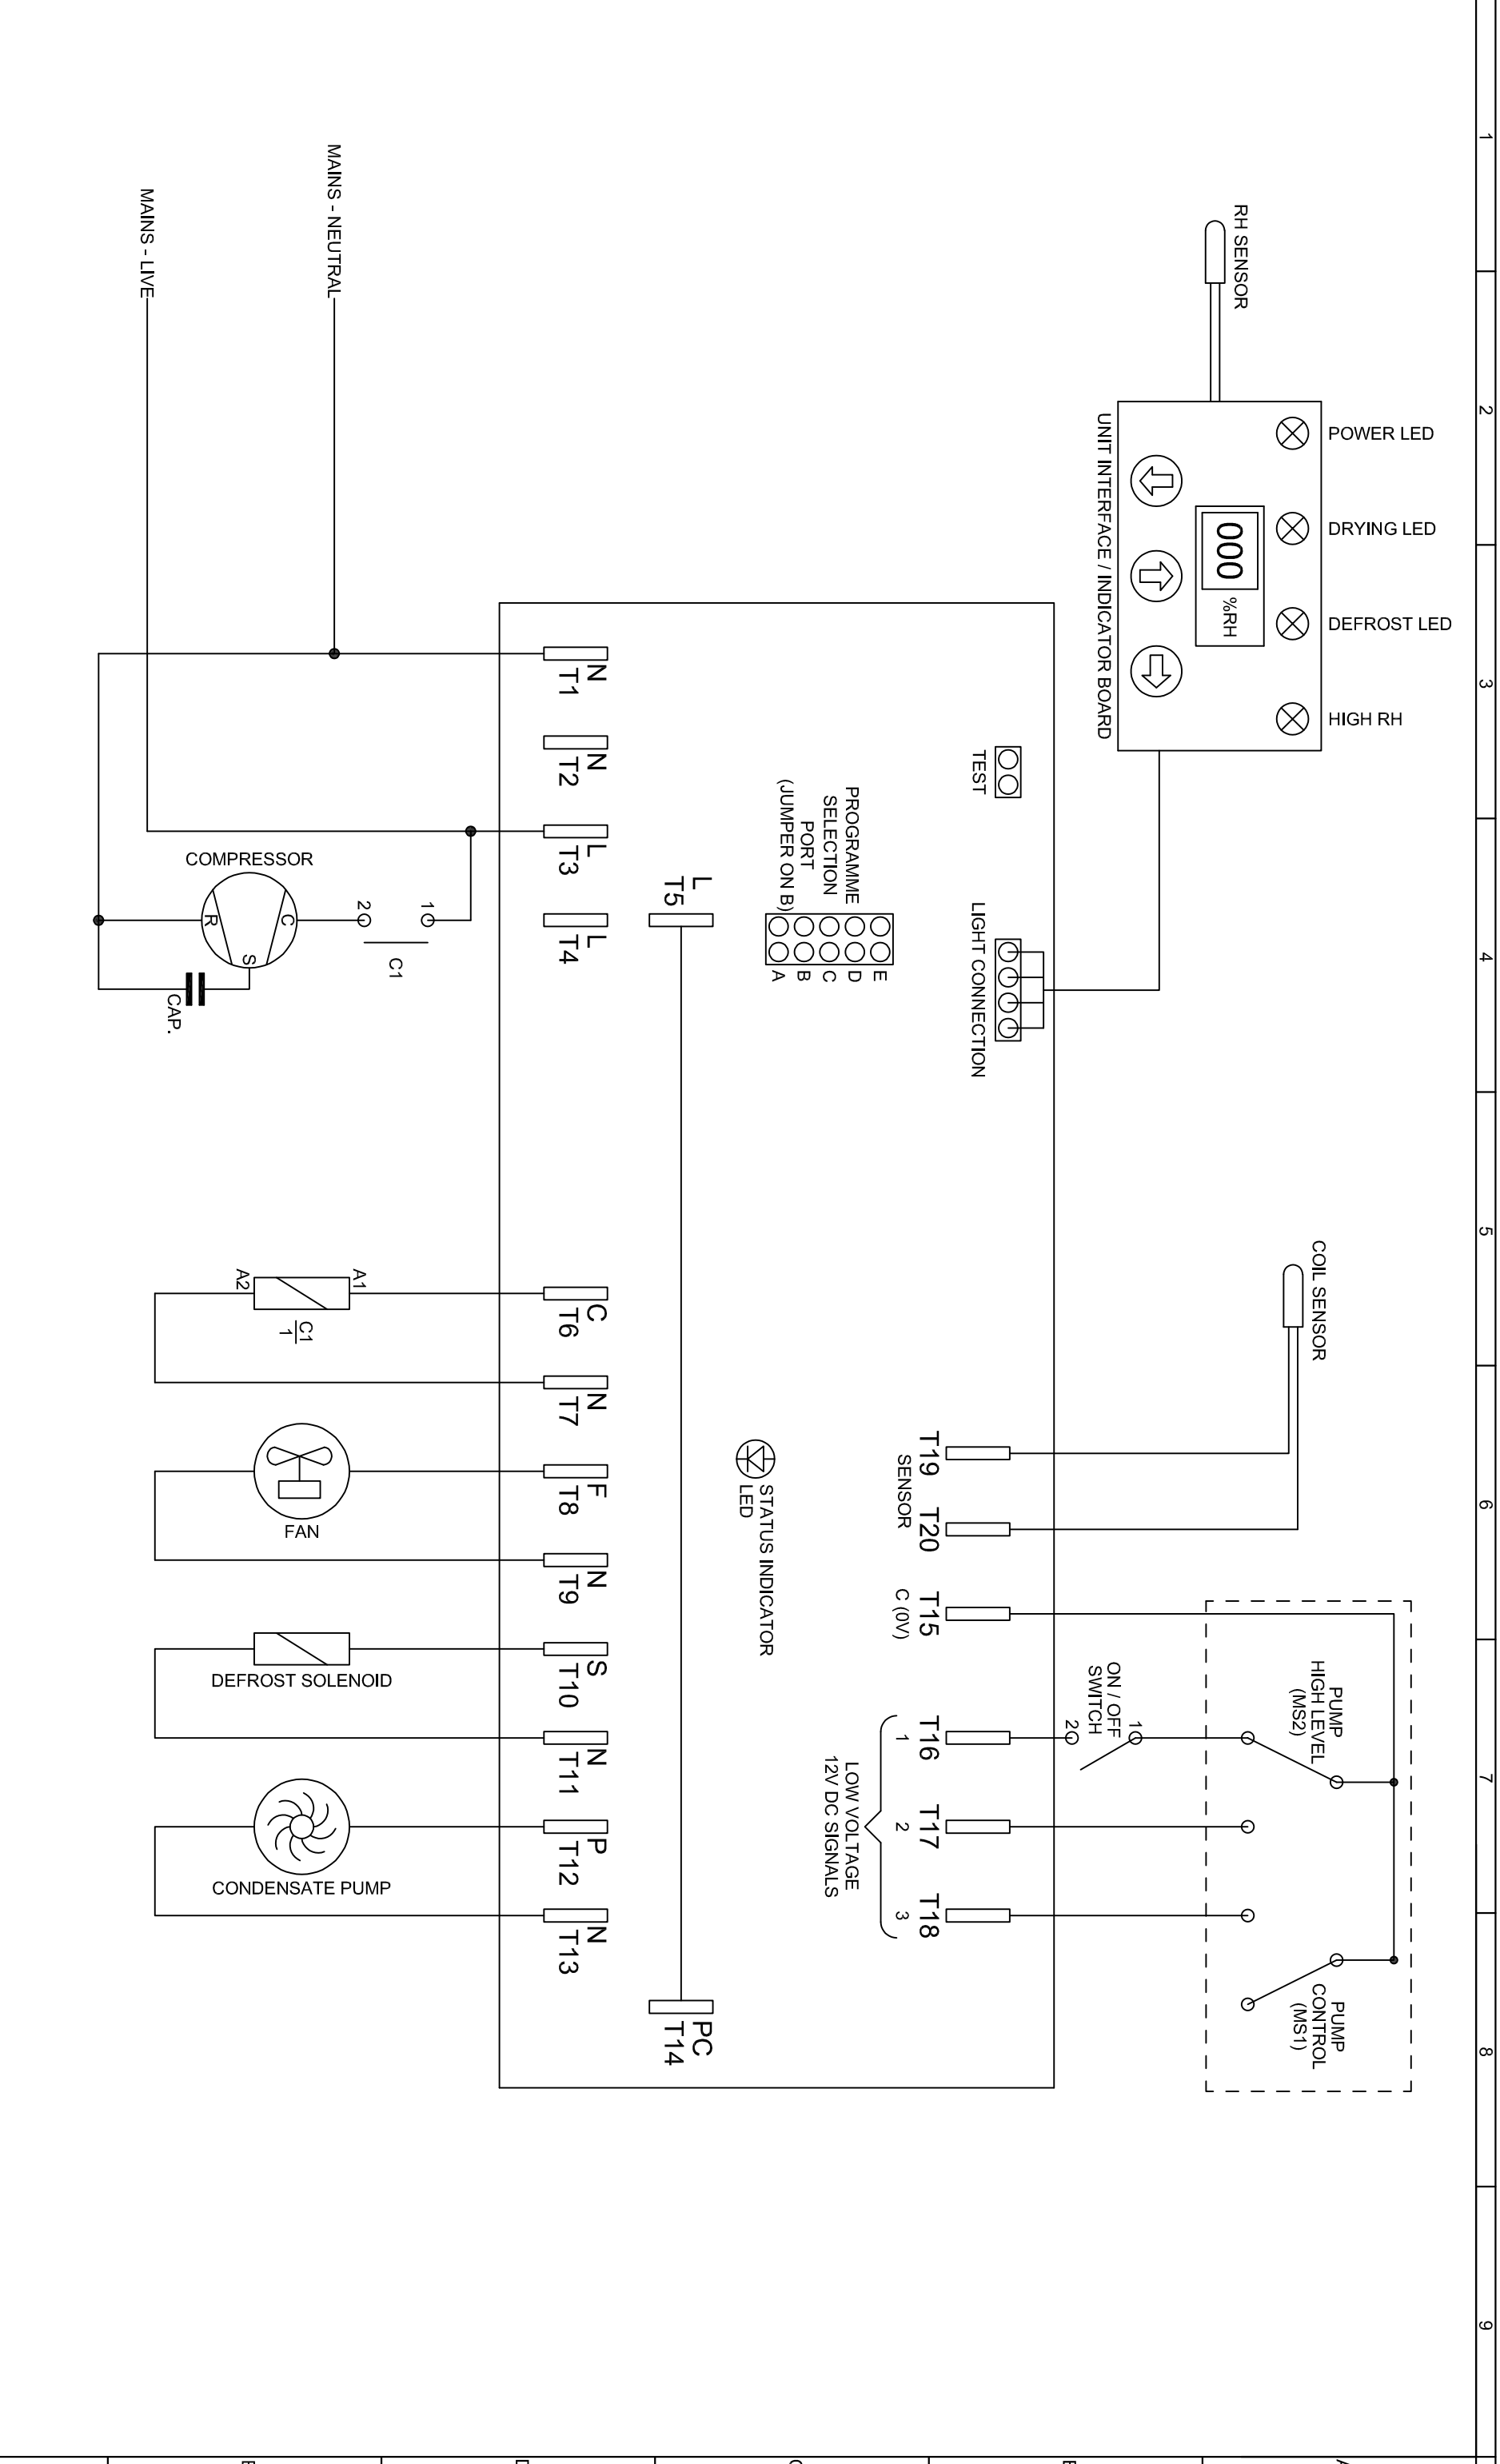 1
2
3
4
5
6
7
8
9
RH SENSOR
POWER LED
DRYING LED
DEFROST LED
HIGH RH
000
%RH
UNIT INTERFACE / INDICATOR BOARD
COIL SENSOR
PUMP
HIGH LEVEL
(MS2)
PUMP
CONTROL
(MS1)
ON / OFF
SWITCH
1
2
TEST
LIGHT CONNECTION
T19
T20
SENSOR
T15
C (0V)
T16
1
T17
2
T18
3
LOW VOLTAGE
12V DC SIGNALS
PROGRAMME
SELECTION
PORT
(JUMPER ON B)
E
D
C
B
A
STATUS INDICATOR
LED
L
T5
PC
T14
N
T1
N
T2
L
T3
L
T4
C
T6
N
T7
F
T8
N
T9
S
T10
N
T11
P
T12
N
T13
MAINS - NEUTRAL
MAINS - LIVE
COMPRESSOR
C
R
S
1
2
C1
CAP.
A1
A2
C1
1
FAN
DEFROST SOLENOID
CONDENSATE PUMP